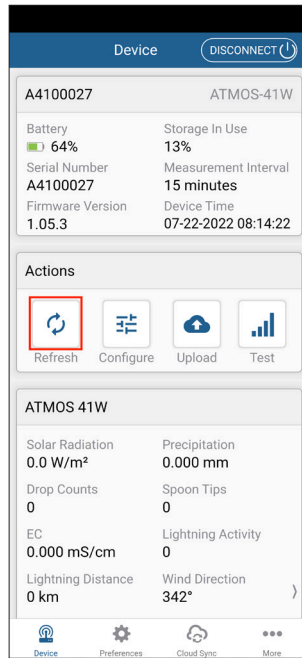 Device
DISCONNECT
A4100027 ATMOS-41W
Battery Storage In Use
64% 13%
Serial Number Measurement Interval
A4100027 15 minutes
Firmware Version Device Time
1.05.3 07-22-2022 08:14:22
Actions
Refresh Configure Upload Test
ATMOS 41W
Solar Radiation Precipitation
0.0 W/m² 0.000 mm
Drop Counts Spoon Tips
0 0
EC Lightning Activity
0.000 mS/cm 0
Lightning Distance Wind Direction
0 km 342°
Device Preferences Cloud Sync More